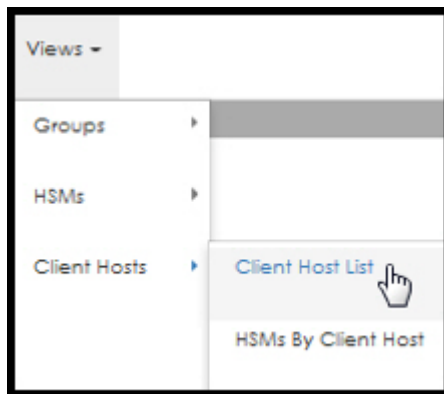 Views
Groups
HSMs
Client Hosts
Client Host List
HSMs By Client Host